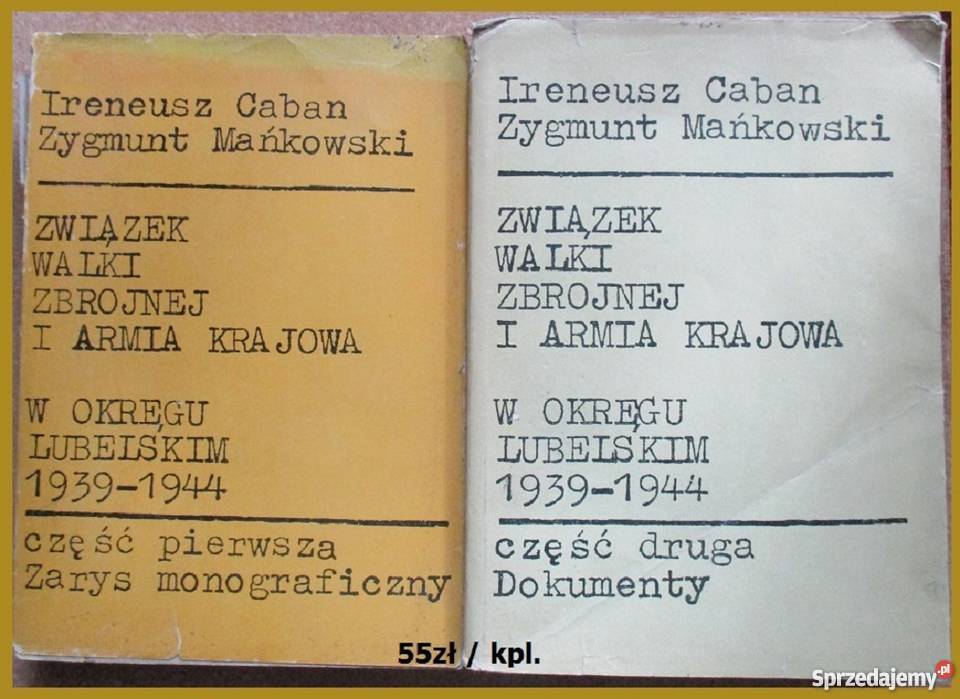 Ireneusz Caban
Zygmunt Mańkowski
ZWIĄZEK
WALKI
ZBROJNEJ
I ARMIA KRAJOWA
W OKRĘGU
LUBELSKIM
1939-1944
część pierwsza
Zarys monograficzny
Ireneusz Caban
Zygmunt Mańkowski
ZWIĄZEK
WALKI
ZBROJNEJ
I ARMIA KRAJOWA
W OKRĘGU
LUBELSKIM
1939-1944
część druga
Dokumenty
55zł / kpl.
Sprzedajemy.pl